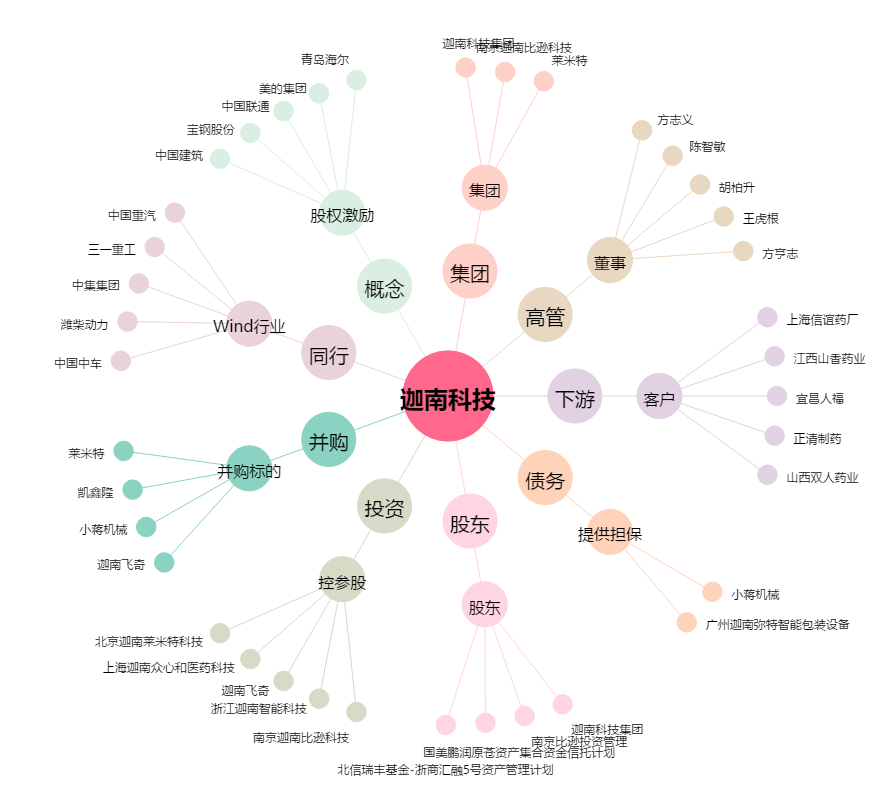 迦南科技集团
南京迦南比逊科技
莱米特
青岛海尔
美的集团
中国联通
宝钢股份
中国建筑
股权激励
概念
集团
集团
方志义
陈智敏
胡柏升
王虎根
方亨志
董事
高管
中国重汽
三一重工
中集集团
潍柴动力
中国中车
Wind行业
同行
迦南科技
下游
客户
上海信谊药厂
江西山香药业
宜昌人福
正清制药
山西双人药业
并购
并购标的
莱米特
凯鑫隆
小蒋机械
迦南飞奇
债务
提供担保
小蒋机械
广州迦南弥特智能包装设备
投资
控参股
北京迦南莱米特科技
上海迦南众心和医药科技
迦南飞奇
浙江迦南智能科技
南京迦南比逊科技
股东
股东
迦南科技集团
南京比逊投资管理
国美鹏润原苍资产集合资金信托计划
北信瑞丰基金-浙商汇融5号资产管理计划